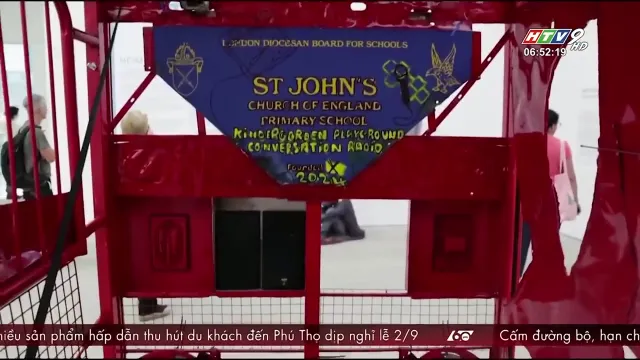 HTV9
HD
06:52:19
LONDON DIOCESAN BOARD FOR SCHOOLS
ST JOHN'S
CHURCH OF ENGLAND
PRIMARY SCHOOL
KINDERGARDEN PLAYGROUND
CONVERSATION RADIO
Founded
2024
hiều sản phẩm hấp dẫn thu hút du khách đến Phú Thọ dịp nghỉ lễ 2/9
Cấm đường bộ, hạn ch